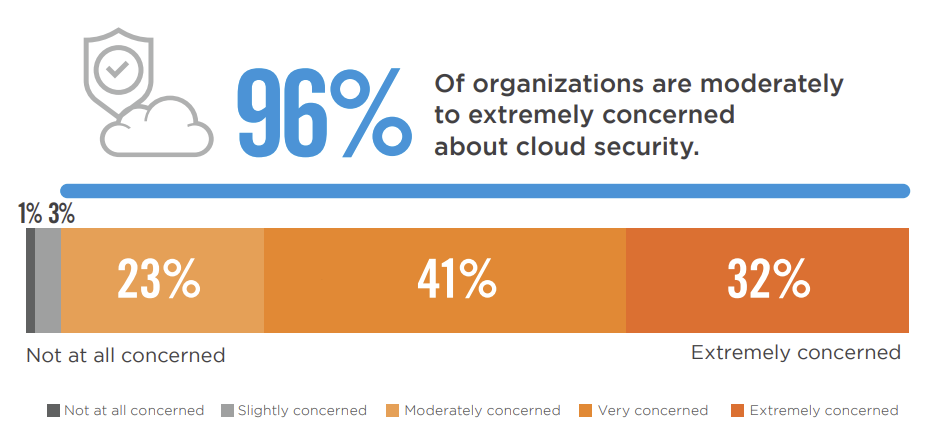 96%
Of organizations are moderately
to extremely concerned
about cloud security.
1% 3%
23% 41% 32%
Not at all concerned Extremely concerned
Not at all concerned Slightly concerned Moderately concerned Very concerned Extremely concerned